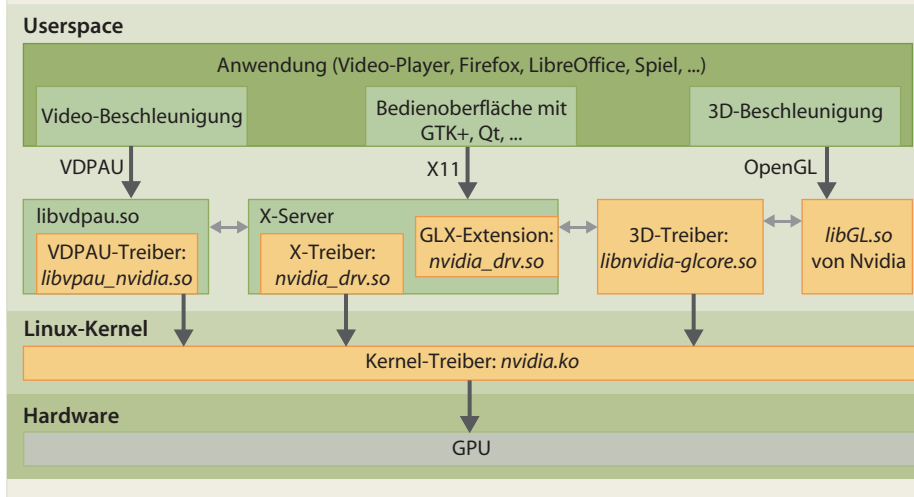 Userspace
Anwendung (Video-Player, Firefox, LibreOffice, Spiel, ...)
Video-Beschleunigung
Bedienoberfläche mit
GTK+, Qt, ...
3D-Beschleunigung
VDPAU
X11
OpenGL
libvdpau.so
VDPAU-Treiber:
libvpau_nvidia.so
X-Server
X-Treiber:
nvidia_drv.so
GLX-Extension:
nvidia_drv.so
3D-Treiber:
libnvidia-glcore.so
libGL.so
von Nvidia
Linux-Kernel
Kernel-Treiber: nvidia.ko
Hardware
GPU